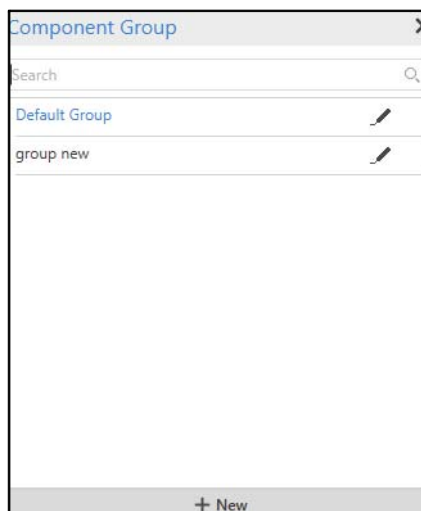 Component Group
Search
Default Group
group new
+ New